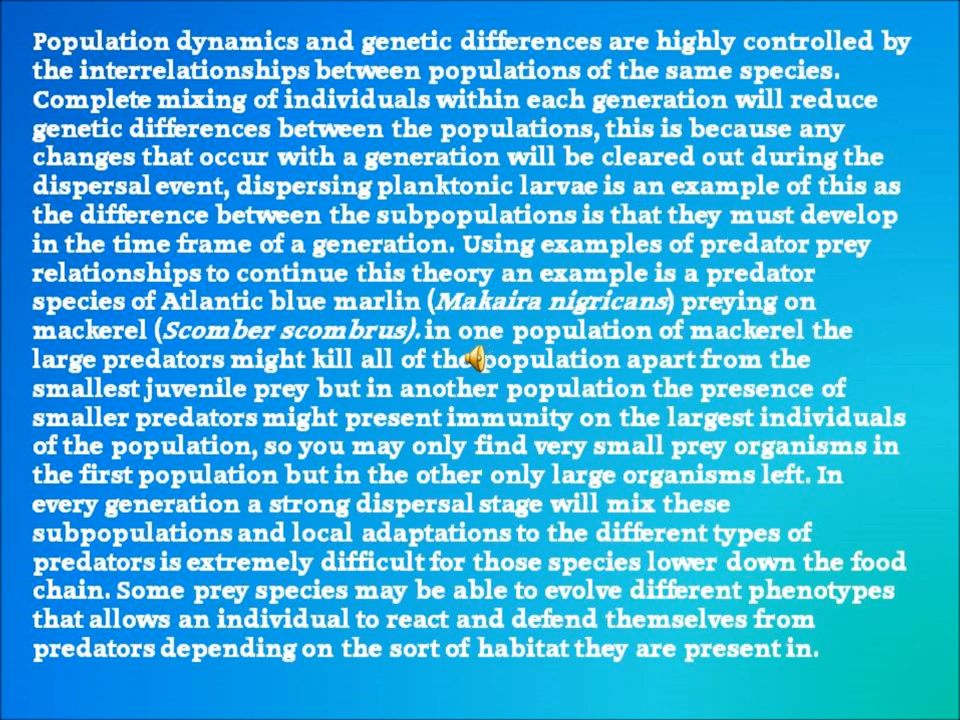 Population dynamics and genetic differences are highly controlled by
the interrelationships between populations of the same species.
Complete mixing of individuals within each generation will reduce
genetic differences between the populations, this is because any
changes that occur with a generation will be cleared out during the
dispersal event, dispersing planktonic larvae is an example of this as
the difference between the subpopulations is that they must develop
in the time frame of a generation. Using examples of predator prey
relationships to continue this theory an example is a predator
species of Atlantic blue marlin (Makaira nigricans) preying on
mackerel (Scomber scombrus). in one population of mackerel the
large predators might kill all of the population apart from the
smallest juvenile prey but in another population the presence of
smaller predators might present immunity on the largest individuals
of the population, so you may only find very small prey organisms in
the first population but in the other only large organisms left. In
every generation a strong dispersal stage will mix these
subpopulations and local adaptations to the different types of
predators is extremely difficult for those species lower down the food
chain. Some prey species may be able to evolve different phenotypes
that allows an individual to react and defend themselves from
predators depending on the sort of habitat they are present in.